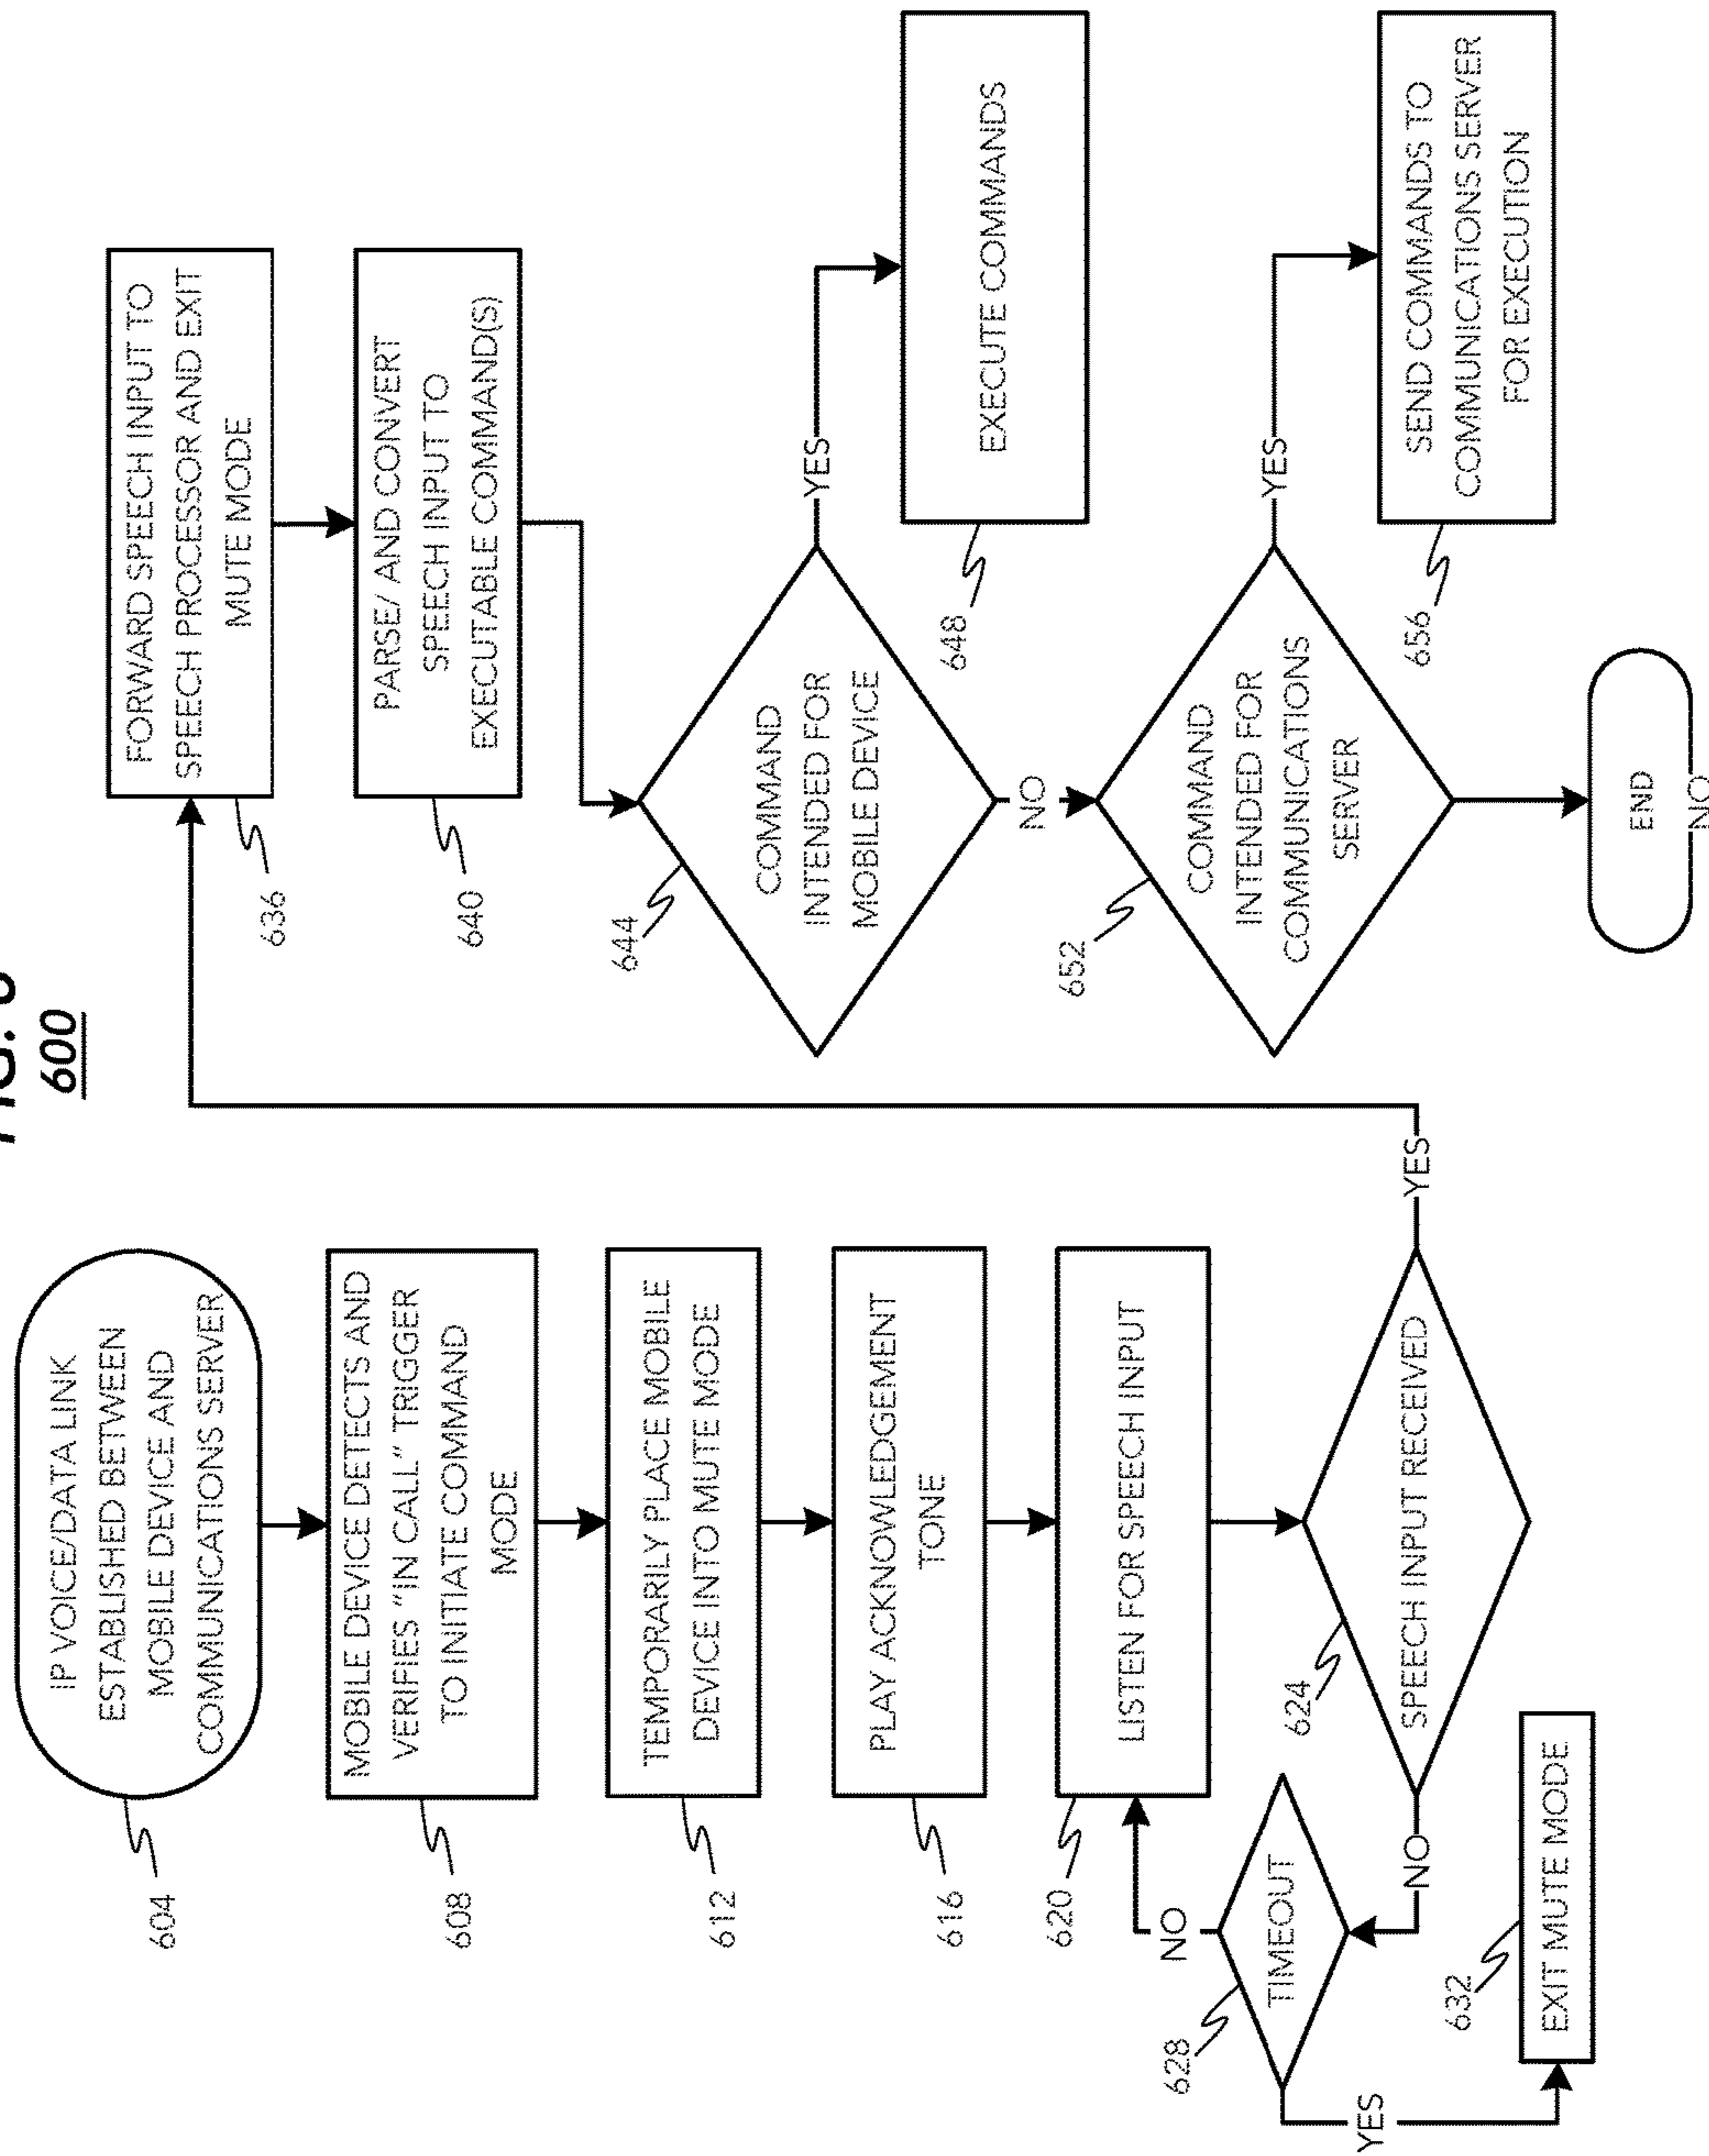 FIG. 6
600
IP VOICE/DATA LINK
ESTABLISHED BETWEEN
MOBILE DEVICE AND
COMMUNICATIONS SERVER
604
MOBILE DEVICE DETECTS AND
VERIFIES "IN CALL" TRIGGER
TO INITIATE COMMAND
MODE
608
TEMPORARILY PLACE MOBILE
DEVICE INTO MUTE MODE
612
PLAY ACKNOWLEDGEMENT
TONE
616
LISTEN FOR SPEECH INPUT
620
SPEECH INPUT RECEIVED
624
NO
YES
TIMEOUT
628
NO
YES
EXIT MUTE MODE
632
FORWARD SPEECH INPUT TO
SPEECH PROCESSOR AND EXIT
MUTE MODE
636
PARSE/ AND CONVERT
SPEECH INPUT TO
EXECUTABLE COMMAND(S)
640
COMMAND
INTENDED FOR
MOBILE DEVICE
644
YES
EXECUTE COMMANDS
648
NO
COMMAND
INTENDED FOR
COMMUNICATIONS
SERVER
652
YES
SEND COMMANDS TO
COMMUNICATIONS SERVER
FOR EXECUTION
656
END
NO